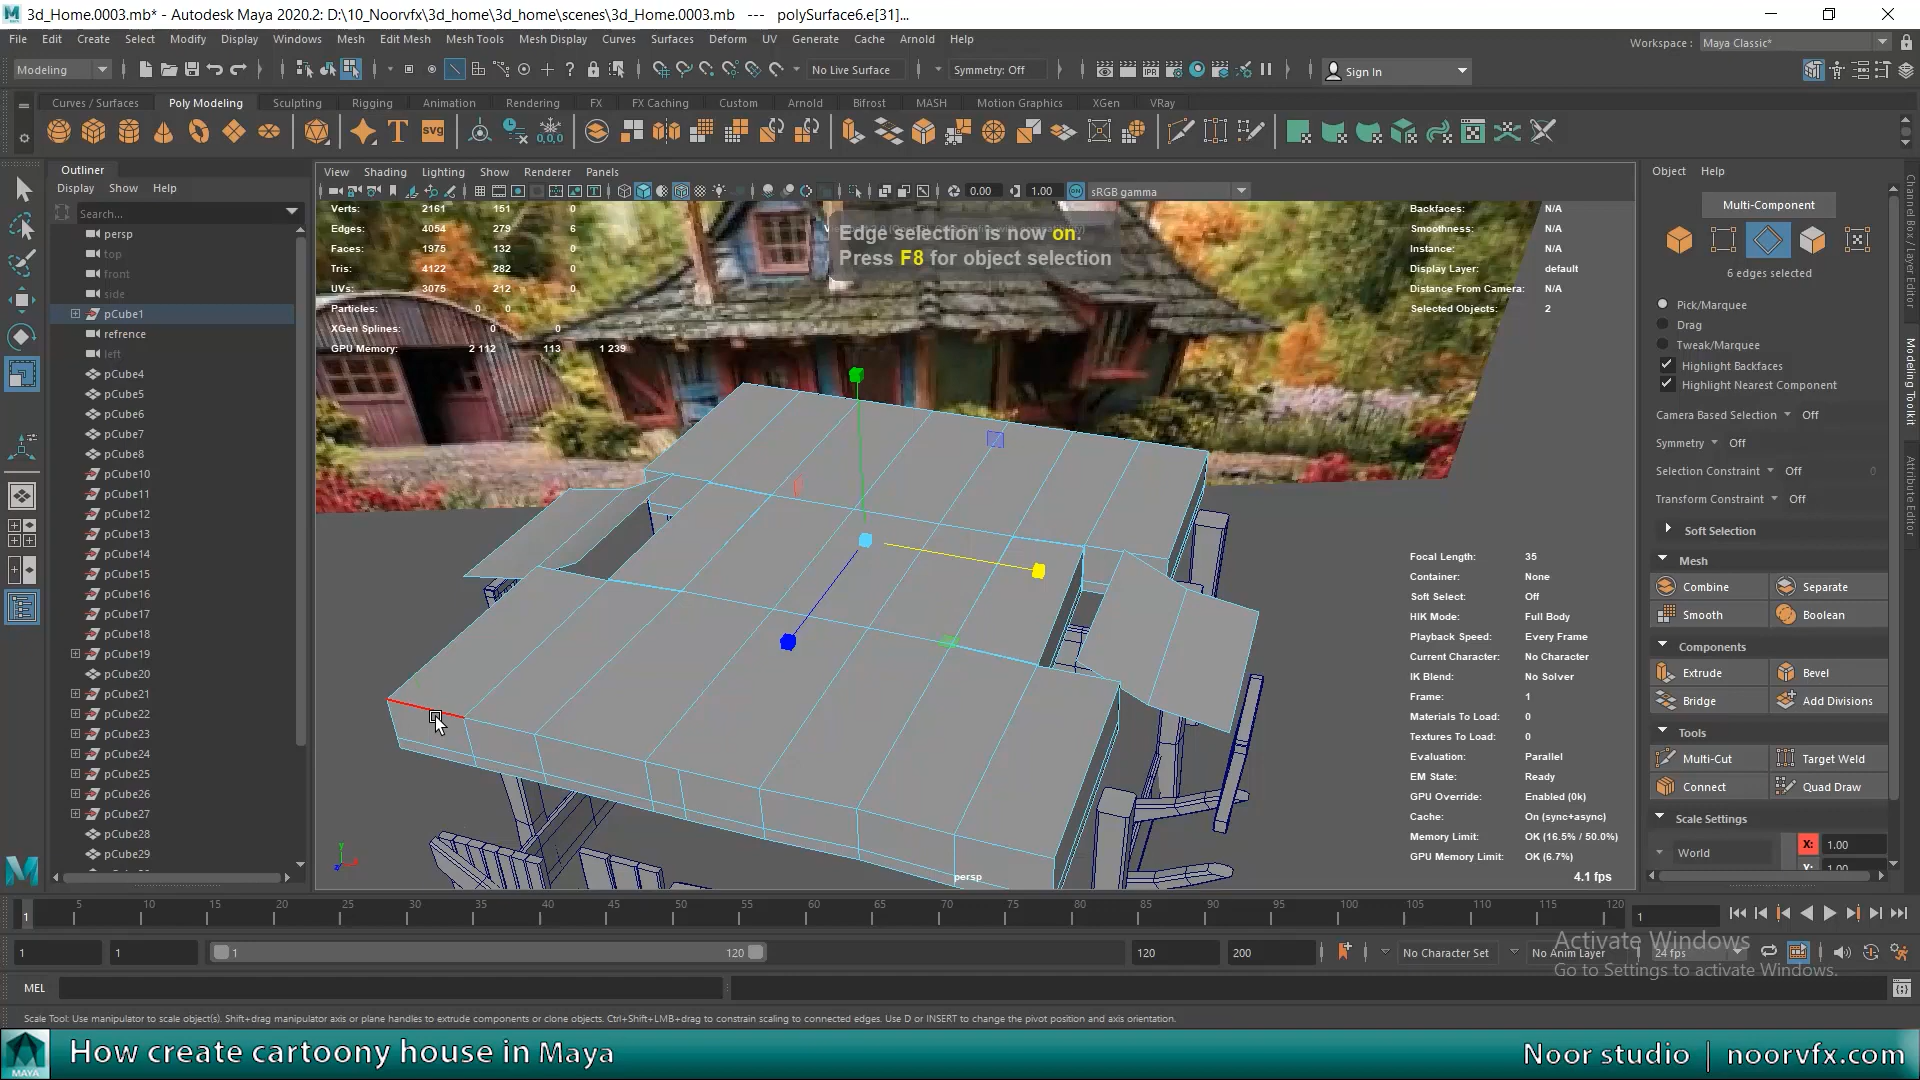 3d_Home.0003.mb* - Autodesk Maya 2020.2: D:\10_Noorvfx\3d_home\3d_home\scenes\3d_Home.0003.mb --- polySurface6.e[31]...
File Edit Create Select Modify Display Windows Mesh Edit Mesh Mesh Tools Mesh Display Curves Surfaces Deform UV Generate Cache Arnold Help
Workspace : Maya Classic*
Modeling
No Live Surface
Symmetry: Off
Sign In
Curves / Surfaces Poly Modeling Sculpting Rigging Animation Rendering FX FX Caching Custom Arnold Bifrost MASH Motion Graphics XGen VRay
Outliner
Display Show Help
Search...
persp
top
front
side
pCube1
refrence
left
pCube4
pCube5
pCube6
pCube7
pCube8
pCube10
pCube11
pCube12
pCube13
pCube14
pCube15
pCube16
pCube17
pCube18
pCube19
pCube20
pCube21
pCube22
pCube23
pCube24
pCube25
pCube26
pCube27
pCube28
pCube29
View Shading Lighting Show Renderer Panels
0.00 1.00 sRGB gamma
Verts: 2161 151 0
Edges: 4054 279 6
Faces: 1975 132 0
Tris: 4122 282 0
UVs: 3075 212 0
Particles: 0 0
XGen Splines: 0 0
GPU Memory: 2 112 113 1 239
Edge selection is now on.
Press F8 for object selection
Backfaces: N/A
Smoothness: N/A
Instance: N/A
Display Layer: default
Distance From Camera: N/A
Selected Objects: 2
Focal Length: 35
Container: None
Soft Select: Off
HIK Mode: Full Body
Playback Speed: Every Frame
Current Character: No Character
IK Blend: No Solver
Frame: 1
Materials To Load: 0
Textures To Load: 0
Evaluation: Parallel
EM State: Ready
GPU Override: Enabled (0k)
Cache: On (sync+async)
Memory Limit: OK (16.5% / 50.0%)
GPU Memory Limit: OK (6.7%)
4.1 fps
persp
Object Help
Multi-Component
6 edges selected
Pick/Marquee
Drag
Tweak/Marquee
Highlight Backfaces
Highlight Nearest Component
Camera Based Selection Off
Symmetry Off
Selection Constraint Off 0
Transform Constraint Off
Soft Selection
Mesh
Combine Separate
Smooth Boolean
Components
Extrude Bevel
Bridge Add Divisions
Tools
Multi-Cut Target Weld
Connect Quad Draw
Scale Settings
World X: 1.00
Y: 1.00
Channel Box / Layer Editor
Modeling Toolkit
Attribute Editor
1 5 10 15 20 25 30 35 40 45 50 55 60 65 70 75 80 85 90 95 100 105 110 115 120
1
1 1 1 120 120 200 No Character Set No Anim Layer 24 fps
Activate Windows
Go to Settings to activate Windows.
MEL
Scale Tool: Use manipulator to scale object(s). Shift+drag manipulator axis or plane handles to extrude components or clone objects. Ctrl+Shift+LMB+drag to constrain scaling to connected edges. Use D or INSERT to change the pivot position and axis orientation.
MAYA
How create cartoony house in Maya
Noor studio | noorvfx.com